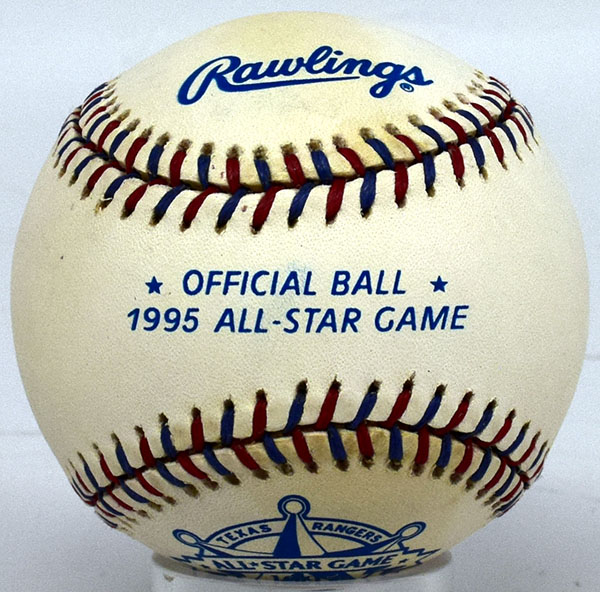 Rawlings®
★ OFFICIAL BALL ★
1995 ALL-STAR GAME
TEXAS RANGERS
ALL★STAR GAME